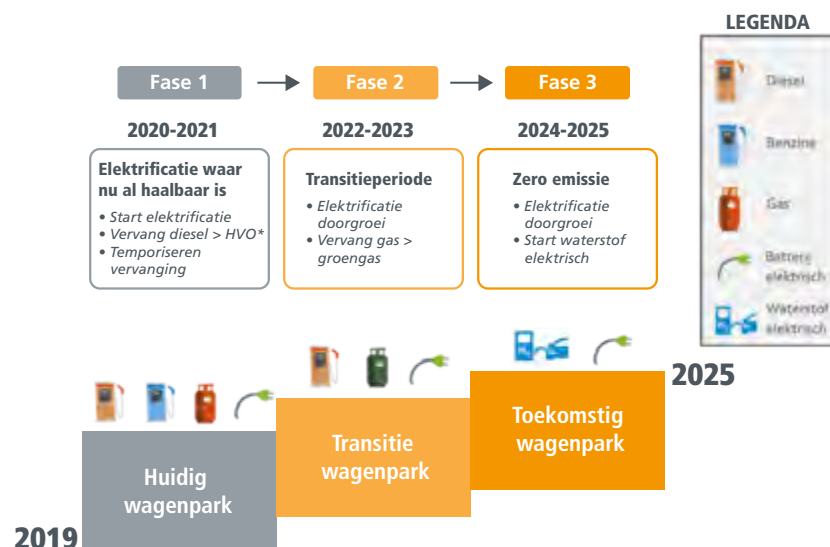 LEGENDA
Diesel
Benzine
Gas
Batterij
elektrisch
Waterstof
elektrisch
Fase 1
Fase 2
Fase 3
2020-2021
2022-2023
2024-2025
Elektrificatie waar
nu al haalbaar is
• Start elektrificatie
• Vervang diesel > HVO*
• Temporiseren
vervanging
Transitieperiode
• Elektrificatie
doorgroei
• Vervang gas >
groengas
Zero emissie
• Elektrificatie
doorgroei
• Start waterstof
elektrisch
2025
Toekomstig
wagenpark
Transitie
wagenpark
Huidig
wagenpark
2019